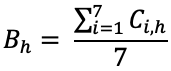 $B_h = \frac{\sum_{i=1}^{7} C_{i,h}}{7}$